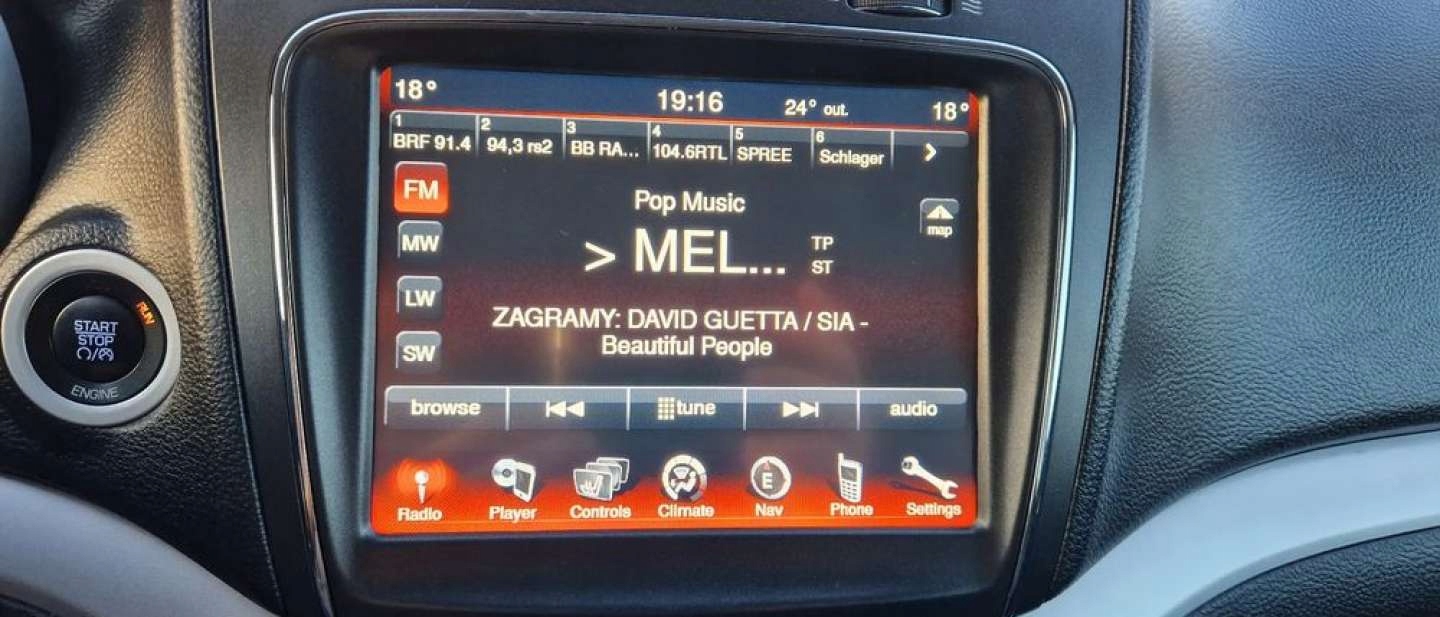 18° 19:16 24° out. 18°
1 BRF 91.4 2 94,3 rs2 3 BB RA... 4 104.6RTL 5 SPREE 6 Schlager >
FM
Pop Music
map
MW
> MEL... TP
ST
LW
ZAGRAMY: DAVID GUETTA / SIA -
Beautiful People
SW
browse tune audio
Radio Player Controls Climate E Nav Phone Settings
RUN
START
STOP
ENGINE